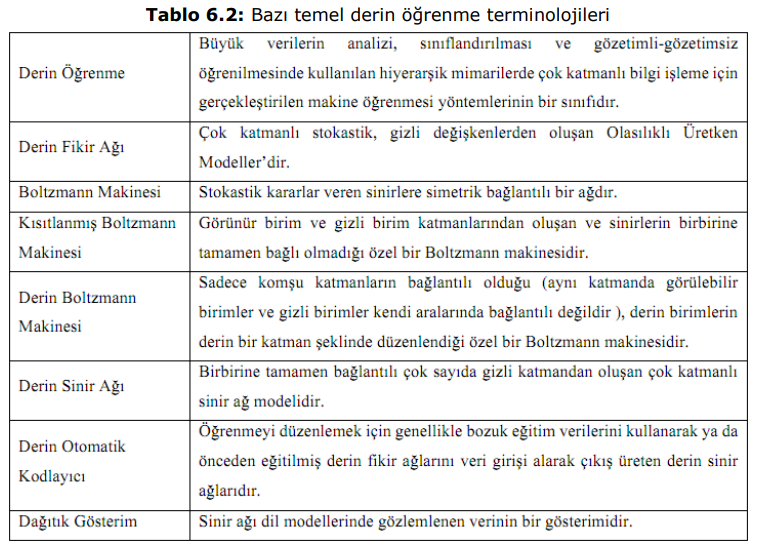 Tablo 6.2: Bazı temel derin öğrenme terminolojileri
Derin Öğrenme
Büyük verilerin analizi, sınıflandırılması ve gözetimli-gözetimsiz
öğrenilmesinde kullanılan hiyerarşik mimarilerde çok katmanlı bilgi işleme için
gerçekleştirilen makine öğrenmesi yöntemlerinin bir sınıfıdır.
Derin Fikir Ağı
Çok katmanlı stokastik, gizli değişkenlerden oluşan Olasılıklı Üretken
Modeller’dir.
Boltzmann Makinesi
Stokastik kararlar veren sinirlere simetrik bağlantılı bir ağdır.
Kısıtlanmış Boltzmann
Makinesi
Görünür birim ve gizli birim katmanlarından oluşan ve sinirlerin birbirine
tamamen bağlı olmadığı özel bir Boltzmann makinesidir.
Derin Boltzmann
Makinesi
Sadece komşu katmanların bağlantılı olduğu (aynı katmanda görülebilir
birimler ve gizli birimler kendi aralarında bağlantılı değildir ), derin birimlerin
derin bir katman şeklinde düzenlendiği özel bir Boltzmann makinesidir.
Derin Sinir Ağı
Birbirine tamamen bağlantılı çok sayıda gizli katmandan oluşan çok katmanlı
sinir ağ modelidir.
Derin Otomatik
Kodlayıcı
Öğrenmeyi düzenlemek için genellikle bozuk eğitim verilerini kullanarak ya da
önceden eğitilmiş derin fikir ağlarını veri girişi alarak çıkış üreten derin sinir
ağlarıdır.
Dağıtık Gösterim
Sinir ağı dil modellerinde gözlemlenen verinin bir gösterimidir.